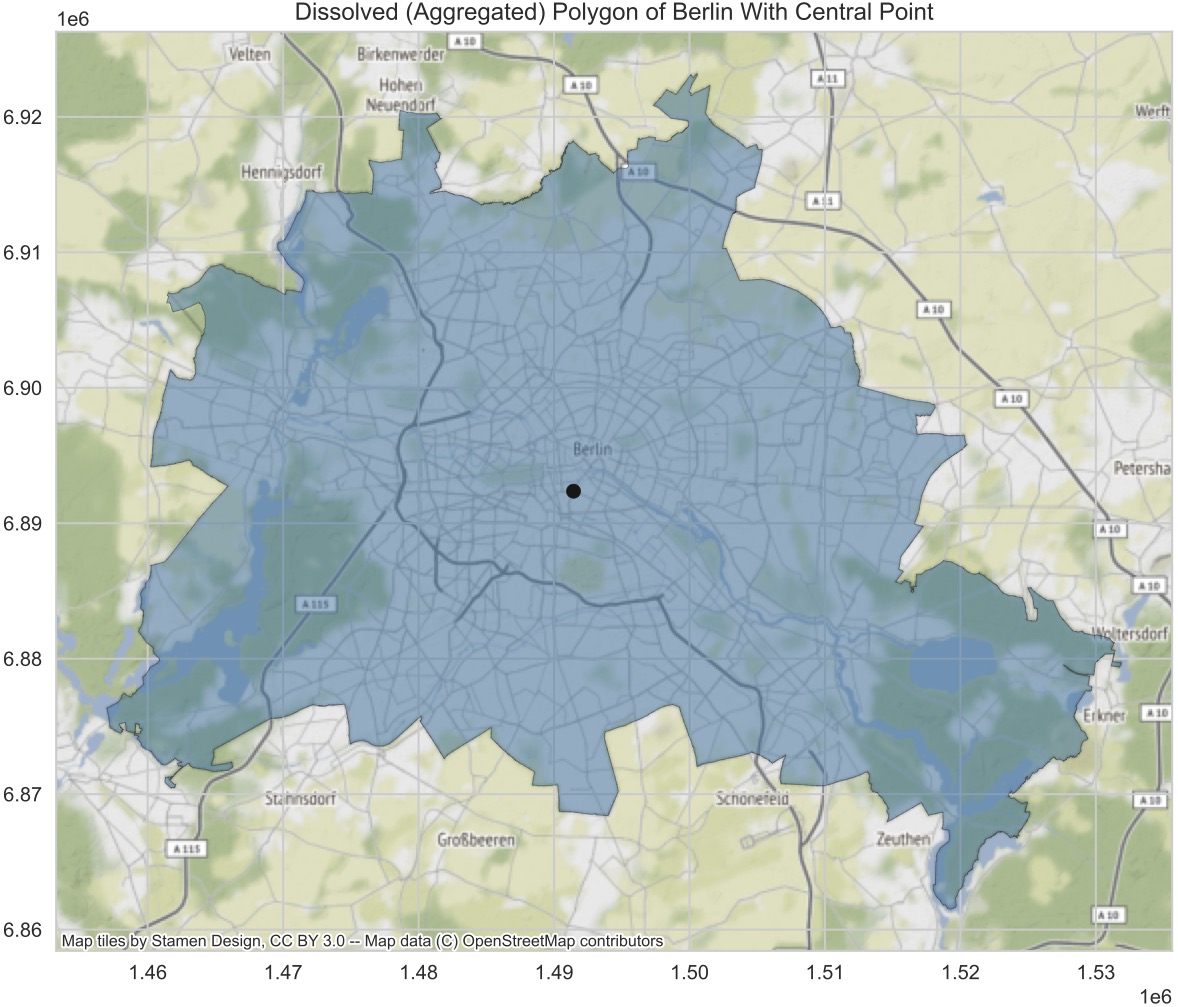 Dissolved (Aggregated) Polygon of Berlin With Central Point
1e6
A 10
Velten
Birkenwerder
A 11
A 10
Hohen
Neuendorf
6.92
Werft
Hennigsdorf
A 10
A 11
6.91
A 10
6.90
A 10
Berlin
Petersha
6.89
A 10
A 10
A 115
Woltersdorf
6.88
Erkner
A 10
6.87
Stahnsdorf
Schönefeld
A 10
Großbeeren
Zeuthen
A 115
A 10
6.86
Map tiles by Stamen Design, CC BY 3.0 -- Map data (C) OpenStreetMap contributors
1.46
1.47
1.48
1.49
1.50
1.51
1.52
1.53
1e6